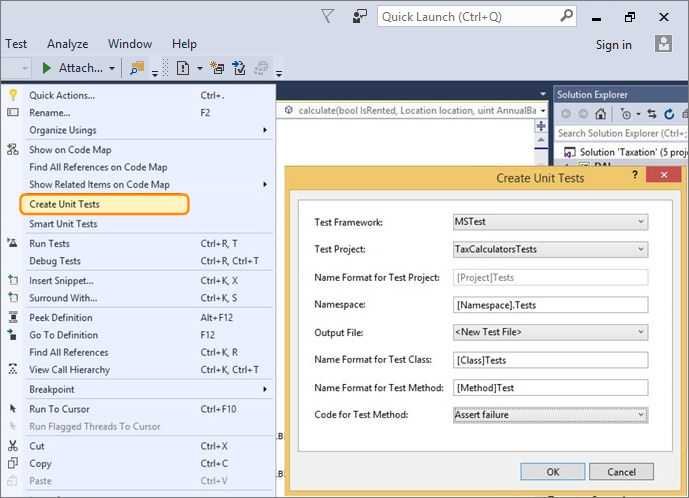 Quick Launch (Ctrl+Q)
Test Analyze Window Help
Sign in
Attach...
Quick Actions... Ctrl+.
Rename... F2
Organize Usings
Show on Code Map
Find All References on Code Map
Show Related Items on Code Map
Create Unit Tests
Smart Unit Tests
Run Tests Ctrl+R, T
Debug Tests Ctrl+R, Ctrl+T
Insert Snippet... Ctrl+K, X
Surround With... Ctrl+K, S
Peek Definition Alt+F12
Go To Definition F12
Find All References Ctrl+K, R
View Call Hierarchy Ctrl+K, Ctrl+T
Breakpoint
Run To Cursor Ctrl+F10
Run Flagged Threads To Cursor
Cut Ctrl+X
Copy Ctrl+C
Paste Ctrl+V
calculate(bool IsRented, Location location, uint AnnualBa
Solution Explorer
Search Solution Explorer (Ctrl+;
Solution 'Taxation' (5 proje
Create Unit Tests
?
Test Framework: MSTest
Test Project: TaxCalculatorsTests
Name Format for Test Project: [Project]Tests
Namespace: [Namespace].Tests
Output File: <New Test File>
Name Format for Test Class: [Class]Tests
Name Format for Test Method: [Method]Test
Code for Test Method: Assert failure
OK Cancel